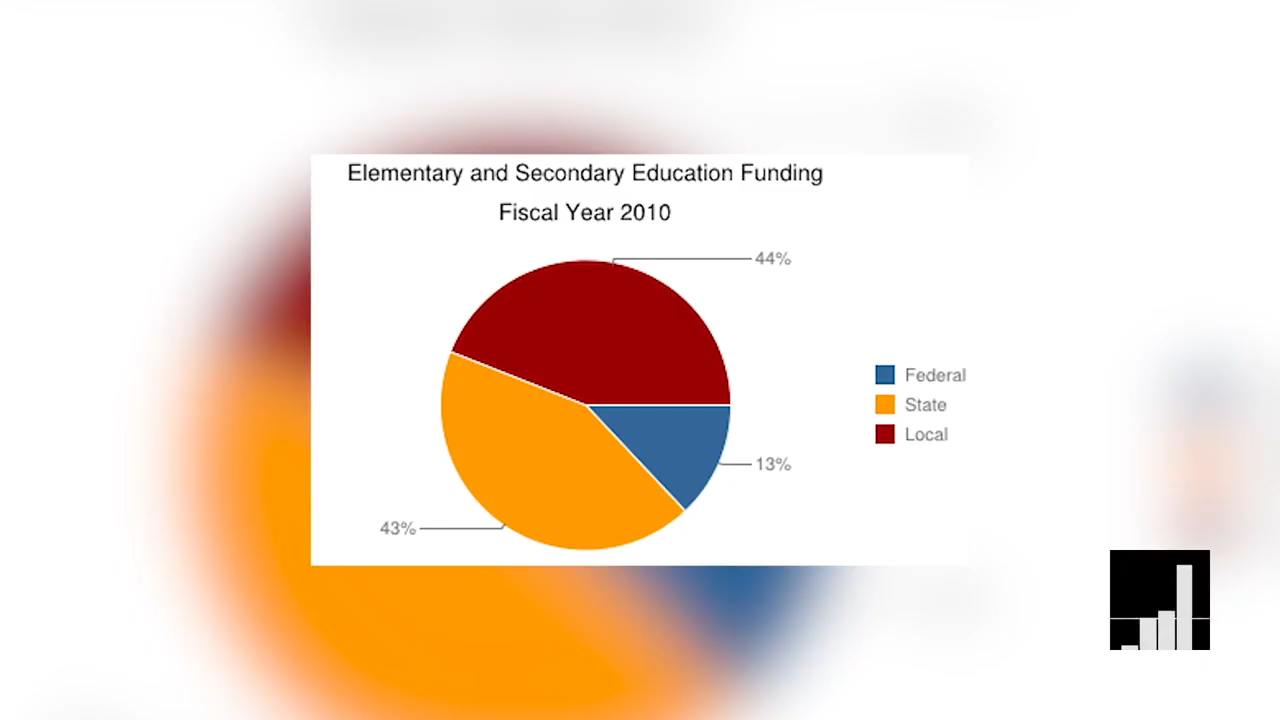 Elementary and Secondary Education Funding
Fiscal Year 2010
44%
Federal
State
Local
13%
43%